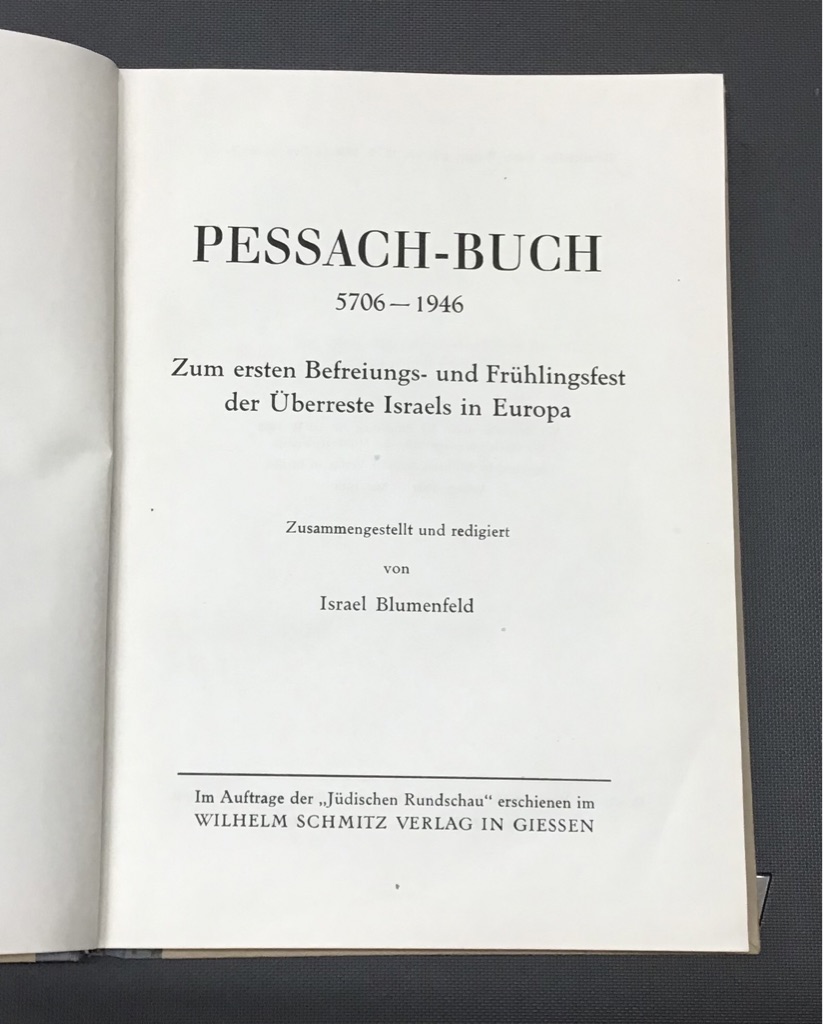 PESSACH-BUCH
5706 — 1946
Zum ersten Befreiungs- und Frühlingsfest
der Überreste Israels in Europa
Zusammengestellt und redigiert
von
Israel Blumenfeld
Im Auftrage der „Jüdischen Rundschau“ erschienen im
WILHELM SCHMITZ VERLAG IN GIESSEN